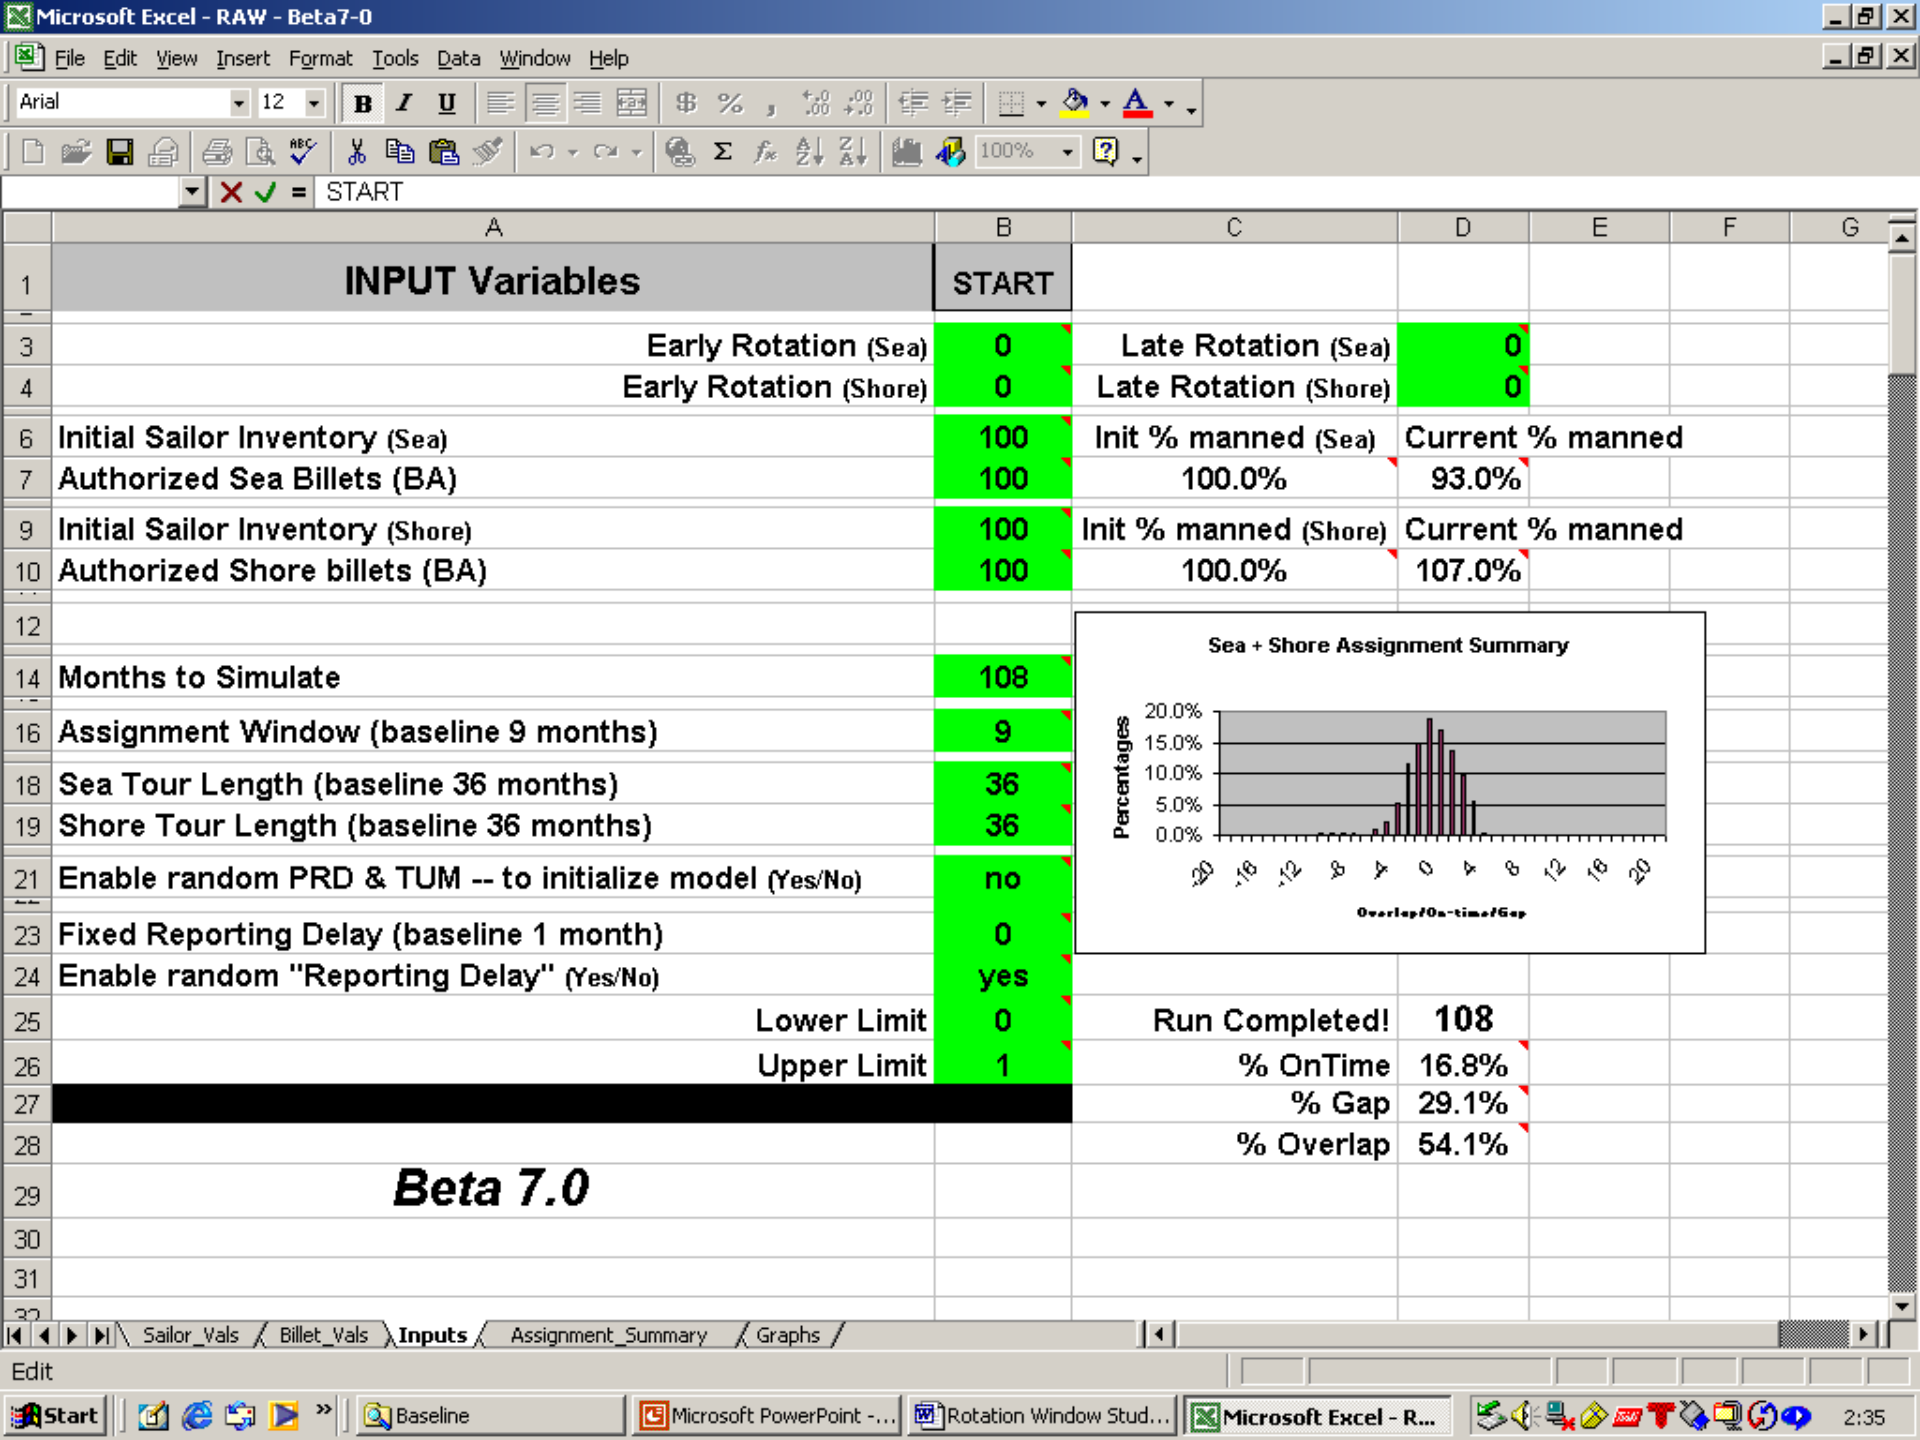 Microsoft Excel - RAW - Beta7-0
File Edit View Insert Format Tools Data Window Help
Arial 12 B I U $ % ,
100%
= START
A B C D E F G
1 INPUT Variables START
3 Early Rotation (Sea) 0 Late Rotation (Sea) 0
4 Early Rotation (Shore) 0 Late Rotation (Shore) 0
6 Initial Sailor Inventory (Sea) 100 Init % manned (Sea) Current % manned
7 Authorized Sea Billets (BA) 100 100.0% 93.0%
9 Initial Sailor Inventory (Shore) 100 Init % manned (Shore) Current % manned
10 Authorized Shore billets (BA) 100 100.0% 107.0%
12
Sea + Shore Assignment Summary
14 Months to Simulate 108
16 Assignment Window (baseline 9 months) 9
18 Sea Tour Length (baseline 36 months) 36
19 Shore Tour Length (baseline 36 months) 36
Percentages
20.0%
15.0%
10.0%
5.0%
0.0%
-20 -16 -12 -8 -4 0 4 8 12 16 20
Overlap/On-time/Gap
21 Enable random PRD & TUM -- to initialize model (Yes/No) no
23 Fixed Reporting Delay (baseline 1 month) 0
24 Enable random "Reporting Delay" (Yes/No) yes
25 Lower Limit 0 Run Completed! 108
26 Upper Limit 1 % OnTime 16.8%
27 % Gap 29.1%
28 % Overlap 54.1%
29 Beta 7.0
30
31
32
Sailor_Vals Billet_Vals Inputs Assignment_Summary Graphs
Edit
Start Baseline Microsoft PowerPoint -... Rotation Window Stud... Microsoft Excel - R... 2:35